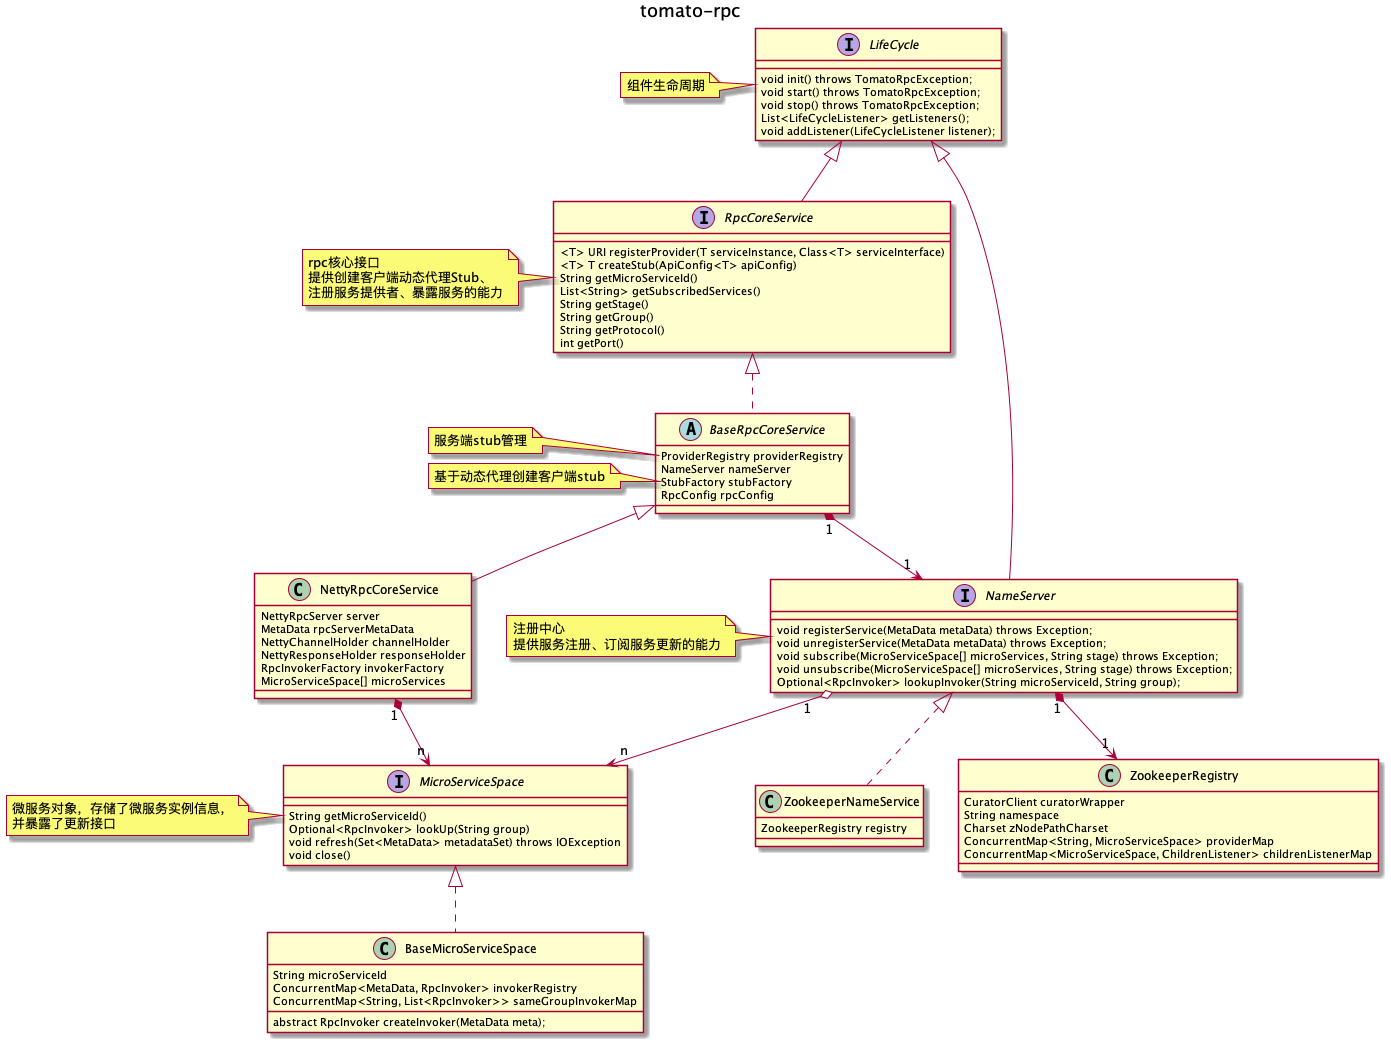 tomato-rpc
I LifeCycle
void init() throws TomatoRpcException;
void start() throws TomatoRpcException;
void stop() throws TomatoRpcException;
List<LifeCycleListener> getListeners();
void addListener(LifeCycleListener listener);
组件生命周期
I RpcCoreService
<T> URI registerProvider(T serviceInstance, Class<T> serviceInterface)
<T> T createStub(ApiConfig<T> apiConfig)
String getMicroServiceId()
List<String> getSubscribedServices()
String getStage()
String getGroup()
String getProtocol()
int getPort()
rpc核心接口
提供创建客户端动态代理Stub、
注册服务提供者、暴露服务的能力
A BaseRpcCoreService
ProviderRegistry providerRegistry
NameServer nameServer
StubFactory stubFactory
RpcConfig rpcConfig
服务端stub管理
基于动态代理创建客户端stub
1
1
C NettyRpcCoreService
NettyRpcServer server
MetaData rpcServerMetaData
NettyChannelHolder channelHolder
NettyResponseHolder responseHolder
RpcInvokerFactory invokerFactory
MicroServiceSpace[] microServices
I NameServer
void registerService(MetaData metaData) throws Exception;
void unregisterService(MetaData metaData) throws Exception;
void subscribe(MicroServiceSpace[] microServices, String stage) throws Exception;
void unsubscribe(MicroServiceSpace[] microServices, String stage) throws Exception;
Optional<RpcInvoker> lookupInvoker(String microServiceId, String group);
注册中心
提供服务注册、订阅服务更新的能力
1
n
1
n
1
1
I MicroServiceSpace
String getMicroServiceId()
Optional<RpcInvoker> lookUp(String group)
void refresh(Set<MetaData> metadataSet) throws IOException
void close()
微服务对象，存储了微服务实例信息，
并暴露了更新接口
C ZookeeperNameService
ZookeeperRegistry registry
C ZookeeperRegistry
CuratorClient curatorWrapper
String namespace
Charset zNodePathCharset
ConcurrentMap<String, MicroServiceSpace> providerMap
ConcurrentMap<MicroServiceSpace, ChildrenListener> childrenListenerMap
C BaseMicroServiceSpace
String microServiceId
ConcurrentMap<MetaData, RpcInvoker> invokerRegistry
ConcurrentMap<String, List<RpcInvoker>> sameGroupInvokerMap
abstract RpcInvoker createInvoker(MetaData meta);